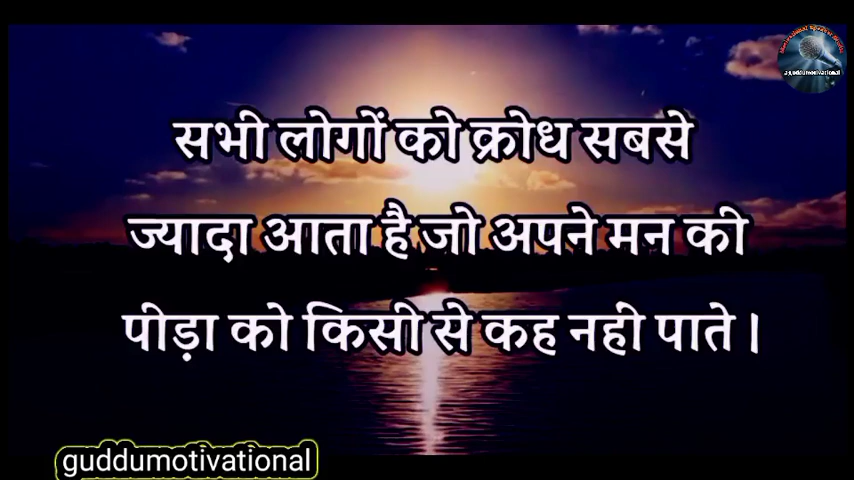 सभी लोगों को क्रोध सबसे
ज्यादा आता है जो अपने मन की
पीड़ा को किसी से कह नही पाते।
guddumotivational